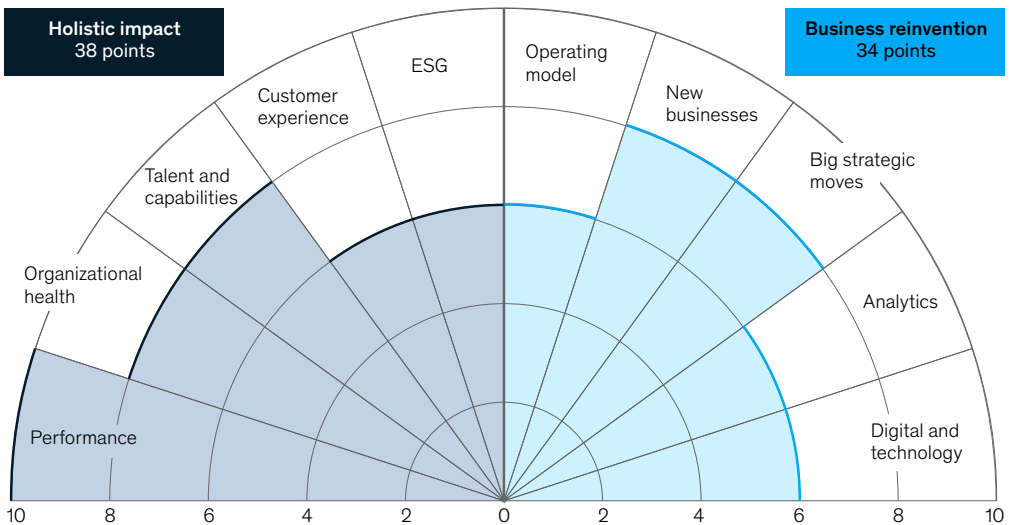 Holistic impact
38 points
Business reinvention
34 points
ESG
Operating
model
Customer
experience
New
businesses
Talent and
capabilities
Big strategic
moves
Organizational
health
Analytics
Performance
Digital and
technology
10 8 6 4 2 0 2 4 6 8 10